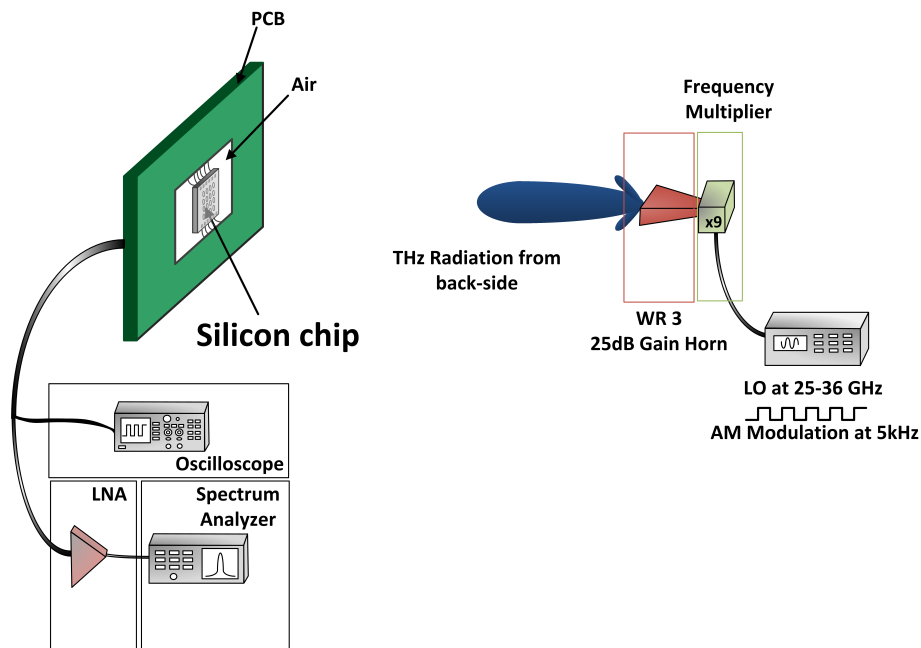 PCB
Air
Silicon chip
Oscilloscope
LNA
Spectrum
Analyzer
Frequency
Multiplier
x9
THz Radiation from
back-side
WR 3
25dB Gain Horn
LO at 25-36 GHz
AM Modulation at 5kHz